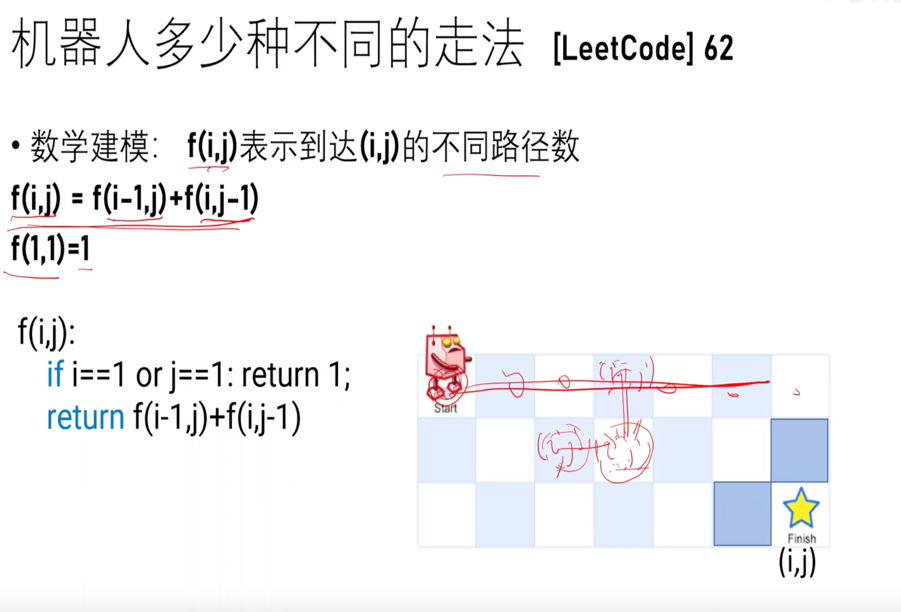 机器人多少种不同的走法 [LeetCode] 62
• 数学建模: f(i,j)表示到达(i,j)的不同路径数
f(i,j) = f(i-1,j)+f(i,j-1)
f(1,1)=1
f(i,j):
if i==1 or j==1: return 1;
return f(i-1,j)+f(i,j-1)
Start
Finish
(i,j)